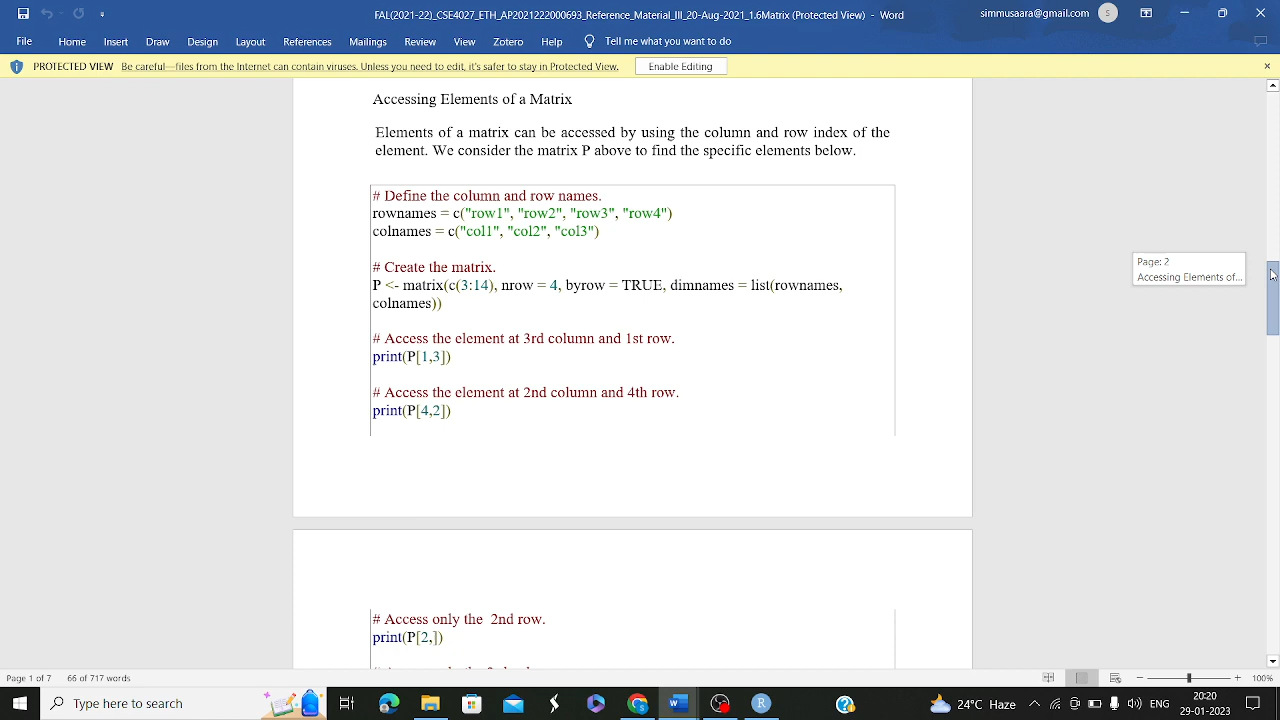 FAL(2021-22_CSE4027_ETH_AP2021222000693_Reference_Material_III_20-Aug-2021_1.6Matrix (Protected View) - Word
simmusaara@gmail.com S
File Home Insert Draw Design Layout References Mailings Review View Zotero Help Tell me what you want to do
PROTECTED VIEW Be careful—files from the Internet can contain viruses. Unless you need to edit, it's safer to stay in Protected View. Enable Editing
Accessing Elements of a Matrix
Elements of a matrix can be accessed by using the column and row index of the
element. We consider the matrix P above to find the specific elements below.
# Define the column and row names.
rownames = c("row1", "row2", "row3", "row4")
colnames = c("col1", "col2", "col3")
# Create the matrix.
P <- matrix(c(3:14), nrow = 4, byrow = TRUE, dimnames = list(rownames,
colnames))
# Access the element at 3rd column and 1st row.
print(P[1,3])
# Access the element at 2nd column and 4th row.
print(P[4,2])
Page: 2
Accessing Elements of...
# Access only the  2nd row.
print(P[2,])
Page 1 of 7 66 of 717 words 100%
Type here to search
24°C Haze ENG 20:20
29-01-2023